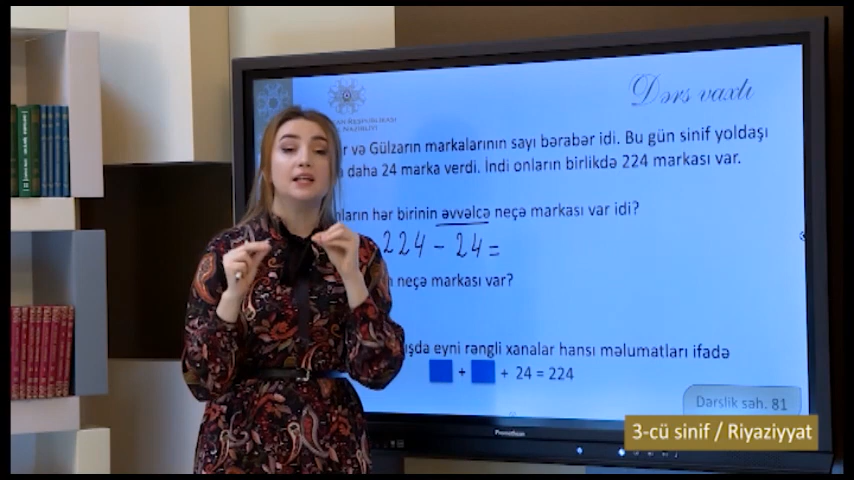 Dərs vaxtı
və Gülzarın markalarının sayı bərabər idi. Bu gün sinif yoldaşı
daha 24 marka verdi. İndi onların birlikdə 224 markası var.
hər birinin əvvəlcə neçə markası var idi?
224 - 24 =
neçə markası var?
eyni rəngli xanalar hansı məlumatları ifadə
+ + 24 = 224
Dərslik səh. 81
Promethean
3-cü sinif / Riyaziyyat